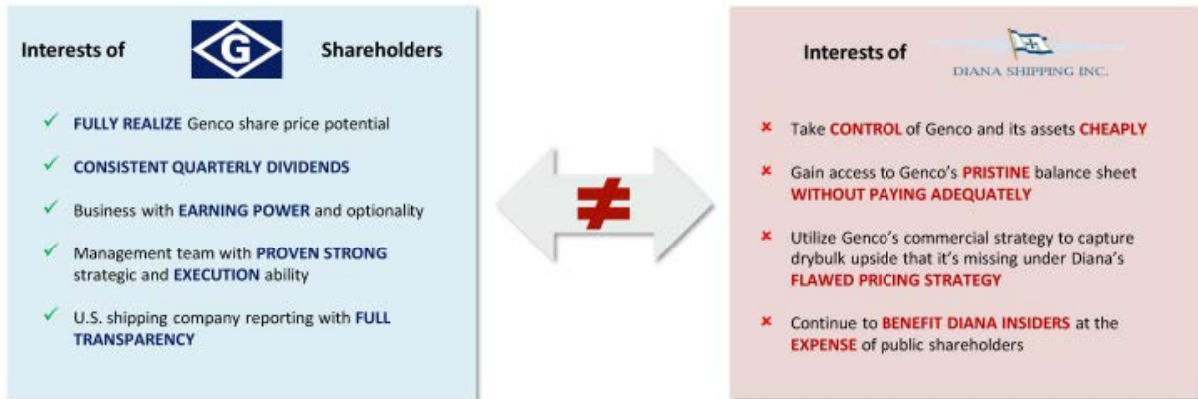 Interests of G Shareholders
✓ FULLY REALIZE Genco share price potential
✓ CONSISTENT QUARTERLY DIVIDENDS
✓ Business with EARNING POWER and optionality
✓ Management team with PROVEN STRONG
strategic and EXECUTION ability
✓ U.S. shipping company reporting with FULL
TRANSPARENCY
≠
Interests of
DIANA SHIPPING INC.
× Take CONTROL of Genco and its assets CHEAPLY
× Gain access to Genco's PRISTINE balance sheet
WITHOUT PAYING ADEQUATELY
× Utilize Genco's commercial strategy to capture
drybulk upside that it's missing under Diana's
FLAWED PRICING STRATEGY
× Continue to BENEFIT DIANA INSIDERS at the
EXPENSE of public shareholders